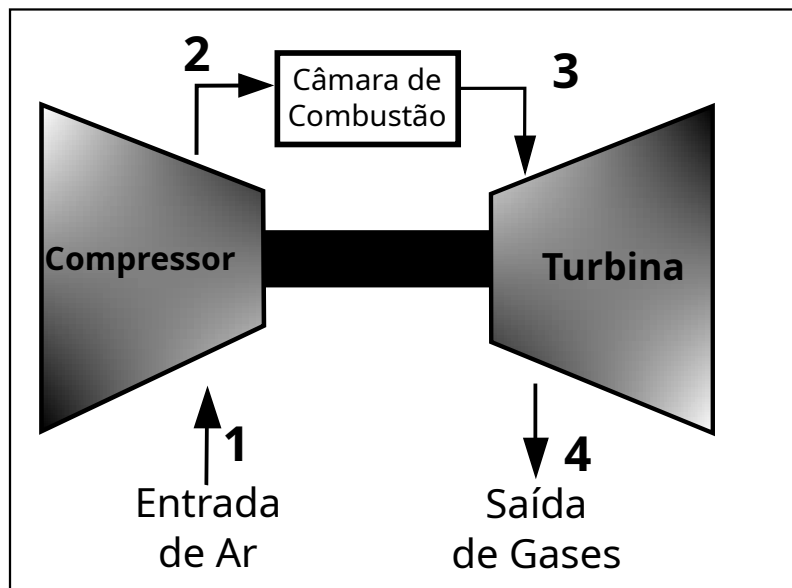 2
Câmara de
Combustão
3
Compressor
Turbina
1
Entrada
de Ar
4
Saída
de Gases